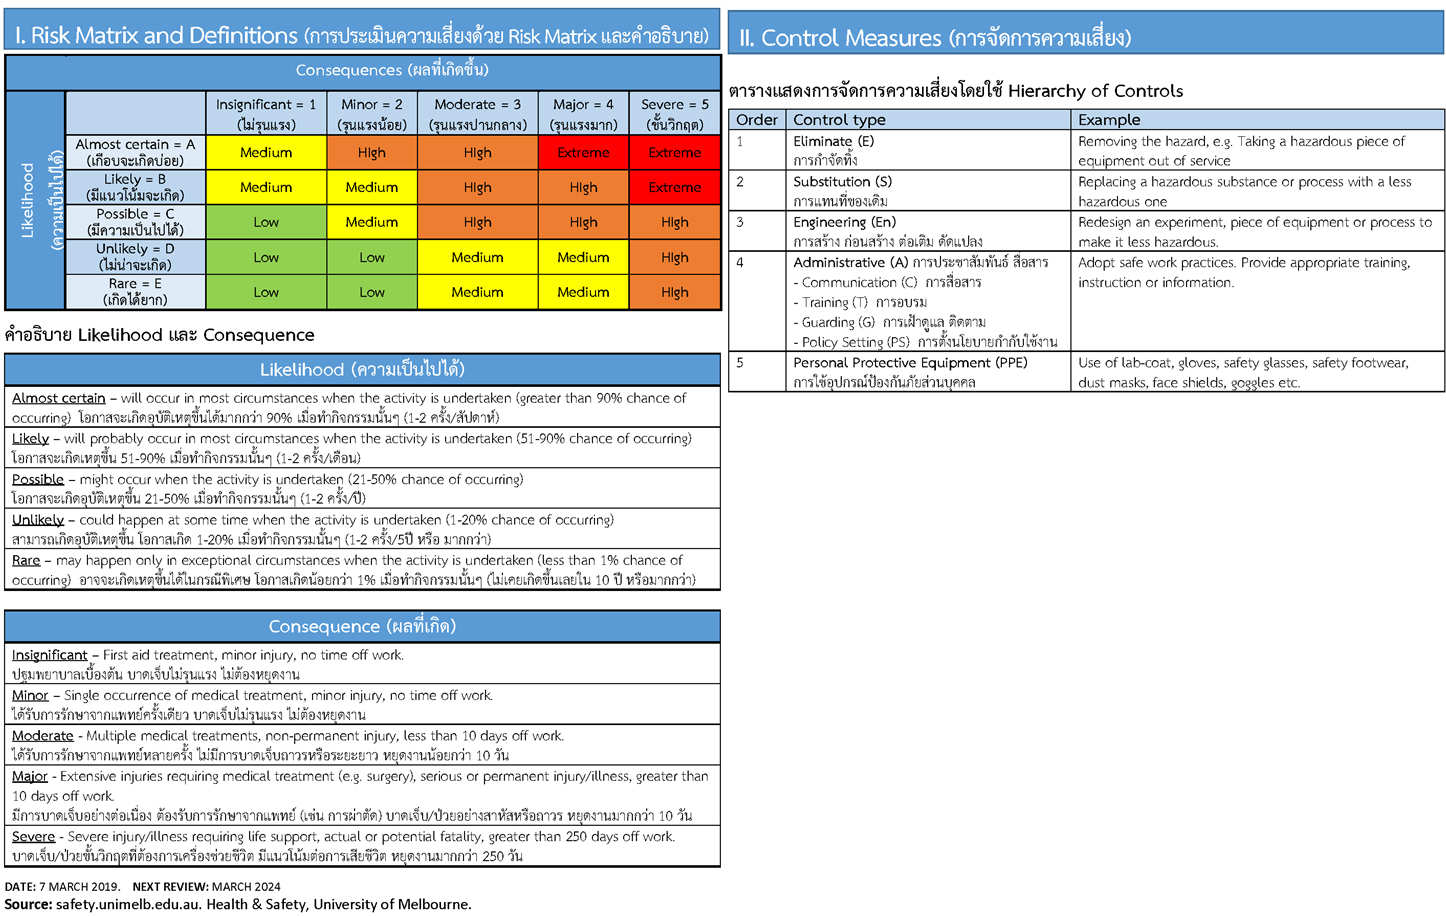 I. Risk Matrix and Definitions (การประเมินความเสี่ยงด้วย Risk Matrix และคำอธิบาย)
Consequences (ผลที่เกิดขึ้น)
Likelihood
(ความเป็นไปได้)
Insignificant = 1
(ไม่รุนแรง)
Minor = 2
(รุนแรงน้อย)
Moderate = 3
(รุนแรงปานกลาง)
Major = 4
(รุนแรงมาก)
Severe = 5
(ขั้นวิกฤต)
Almost certain = A
(เกือบจะเกิดบ่อย)
Medium
High
High
Extreme
Extreme
Likely = B
(มีแนวโน้มจะเกิด)
Medium
Medium
High
High
Extreme
Possible = C
(มีความเป็นไปได้)
Low
Medium
High
High
High
Unlikely = D
(ไม่น่าจะเกิด)
Low
Low
Medium
Medium
High
Rare = E
(เกิดได้ยาก)
Low
Low
Medium
Medium
High
คำอธิบาย Likelihood และ Consequence
Likelihood (ความเป็นไปได้)
Almost certain – will occur in most circumstances when the activity is undertaken (greater than 90% chance of
occurring) โอกาสจะเกิดอุบัติเหตุขึ้นได้มากกว่า 90% เมื่อทำกิจกรรมนั้นๆ (1-2 ครั้ง/สัปดาห์)
Likely – will probably occur in most circumstances when the activity is undertaken (51-90% chance of occurring)
โอกาสจะเกิดเหตุขึ้น 51-90% เมื่อทำกิจกรรมนั้นๆ (1-2 ครั้ง/เดือน)
Possible – might occur when the activity is undertaken (21-50% chance of occurring)
โอกาสจะเกิดอุบัติเหตุขึ้น 21-50% เมื่อทำกิจกรรมนั้นๆ (1-2 ครั้ง/ปี)
Unlikely – could happen at some time when the activity is undertaken (1-20% chance of occurring)
สามารถเกิดอุบัติเหตุขึ้น โอกาสเกิด 1-20% เมื่อทำกิจกรรมนั้นๆ (1-2 ครั้ง/5ปี หรือ มากกว่า)
Rare – may happen only in exceptional circumstances when the activity is undertaken (less than 1% chance of
occurring) อาจจะเกิดเหตุขึ้นได้ในกรณีพิเศษ โอกาสเกิดน้อยกว่า 1% เมื่อทำกิจกรรมนั้นๆ (ไม่เคยเกิดขึ้นเลยใน 10 ปี หรือมากกว่า)
Consequence (ผลที่เกิด)
Insignificant – First aid treatment, minor injury, no time off work.
ปฐมพยาบาลเบื้องต้น บาดเจ็บไม่รุนแรง ไม่ต้องหยุดงาน
Minor – Single occurrence of medical treatment, minor injury, no time off work.
ได้รับการรักษาจากแพทย์ครั้งเดียว บาดเจ็บไม่รุนแรง ไม่ต้องหยุดงาน
Moderate - Multiple medical treatments, non-permanent injury, less than 10 days off work.
ได้รับการรักษาจากแพทย์หลายครั้ง ไม่มีการบาดเจ็บถาวรหรือระยะยาว หยุดงานน้อยกว่า 10 วัน
Major - Extensive injuries requiring medical treatment (e.g. surgery), serious or permanent injury/illness, greater than
10 days off work.
มีการบาดเจ็บอย่างต่อเนื่อง ต้องรับการรักษาจากแพทย์ (เช่น การผ่าตัด) บาดเจ็บ/ป่วยอย่างสาหัสหรือถาวร หยุดงานมากกว่า 10 วัน
Severe - Severe injury/illness requiring life support, actual or potential fatality, greater than 250 days off work.
บาดเจ็บ/ป่วยขั้นวิกฤตที่ต้องการเครื่องช่วยชีวิต มีแนวโน้มต่อการเสียชีวิต หยุดงานมากกว่า 250 วัน
DATE: 7 MARCH 2019. NEXT REVIEW: MARCH 2024
Source: safety.unimelb.edu.au. Health & Safety, University of Melbourne.
II. Control Measures (การจัดการความเสี่ยง)
ตารางแสดงการจัดการความเสี่ยงโดยใช้ Hierarchy of Controls
Order
Control type
Example
1
Eliminate (E)
การกำจัดทิ้ง
Removing the hazard, e.g. Taking a hazardous piece of
equipment out of service
2
Substitution (S)
การแทนที่ของเดิม
Replacing a hazardous substance or process with a less
hazardous one
3
Engineering (En)
การสร้าง ก่อนสร้าง ต่อเติม ดัดแปลง
Redesign an experiment, piece of equipment or process to
make it less hazardous.
4
Administrative (A) การประชาสัมพันธ์ สื่อสาร
- Communication (C) การสื่อสาร
- Training (T) การอบรม
- Guarding (G) การเฝ้าดูแล ติดตาม
- Policy Setting (PS) การตั้งนโยบายกำกับใช้งาน
Adopt safe work practices. Provide appropriate training,
instruction or information.
5
Personal Protective Equipment (PPE)
การใช้อุปกรณ์ป้องกันภัยส่วนบุคคล
Use of lab-coat, gloves, safety glasses, safety footwear,
dust masks, face shields, goggles etc.